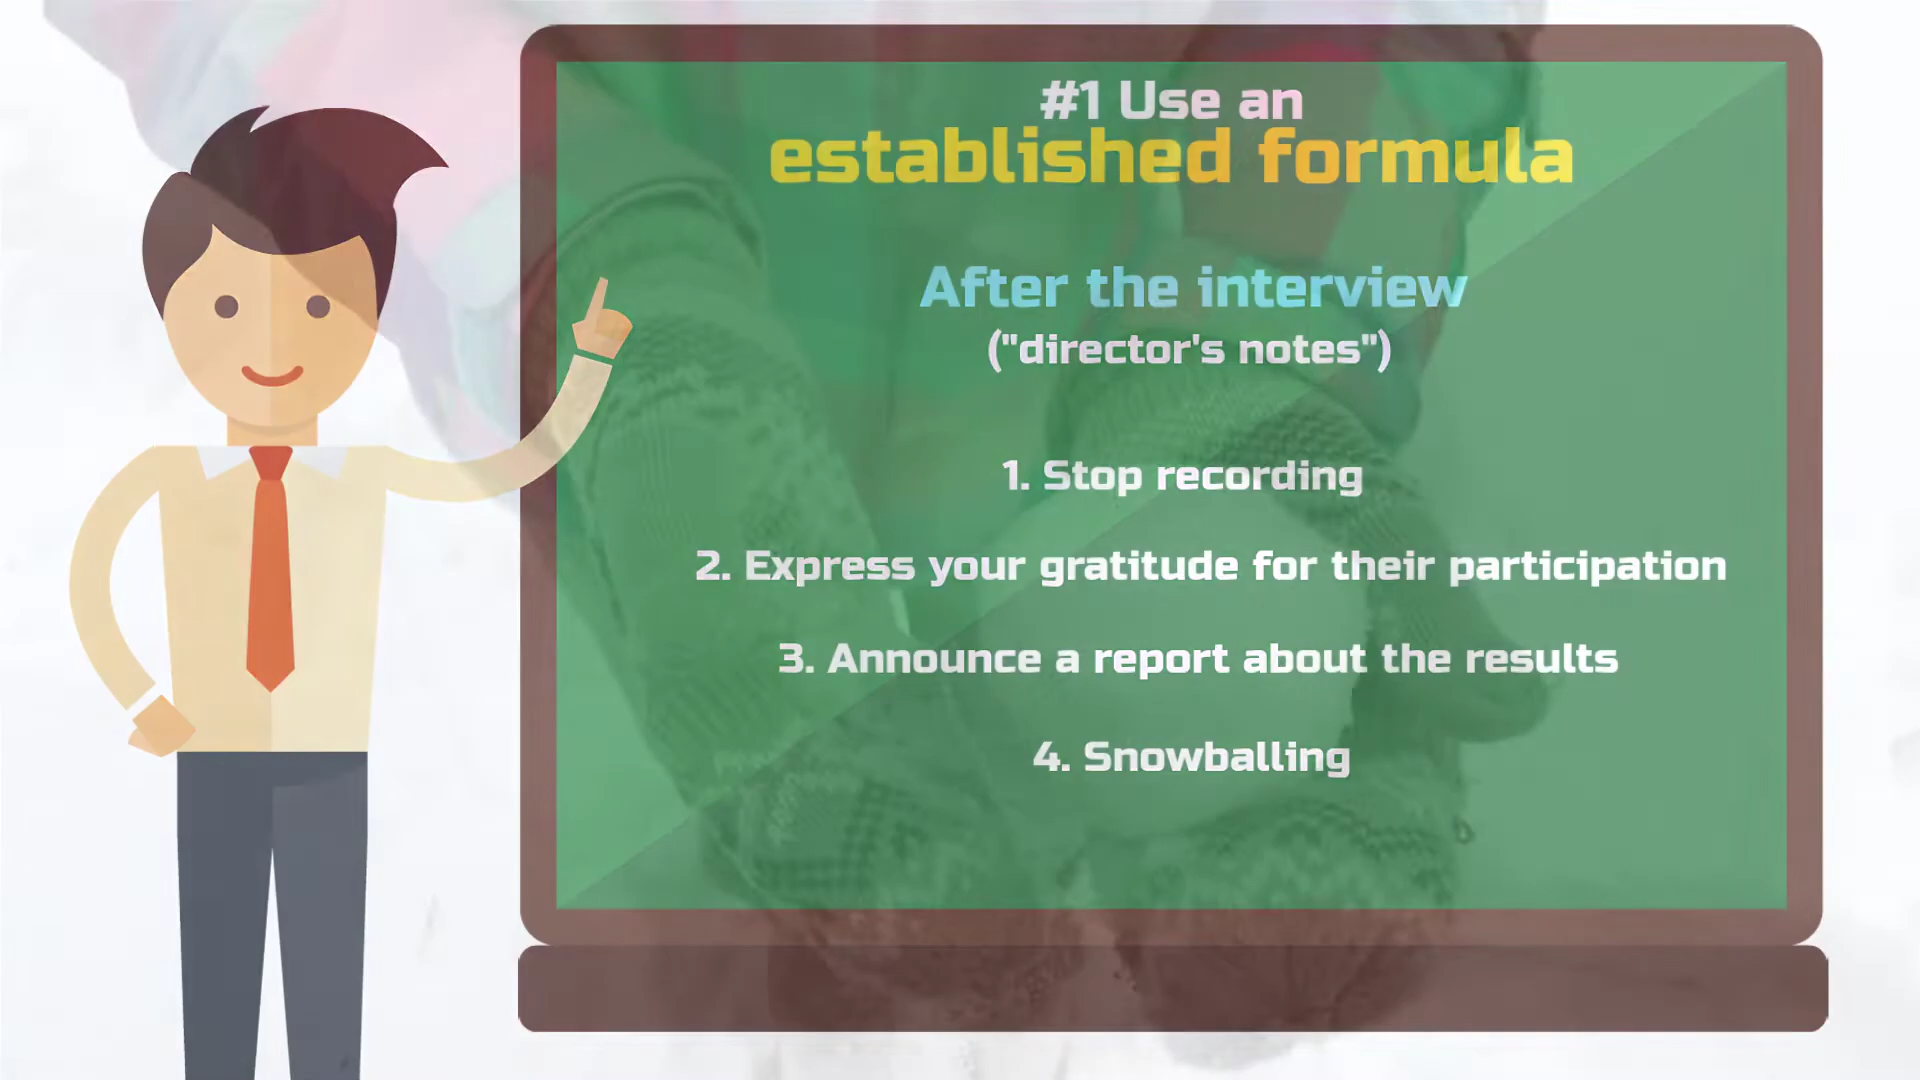 #1 Use an
established formula
After the interview
("director's notes")
1. Stop recording
2. Express your gratitude for their participation
3. Announce a report about the results
4. Snowballing